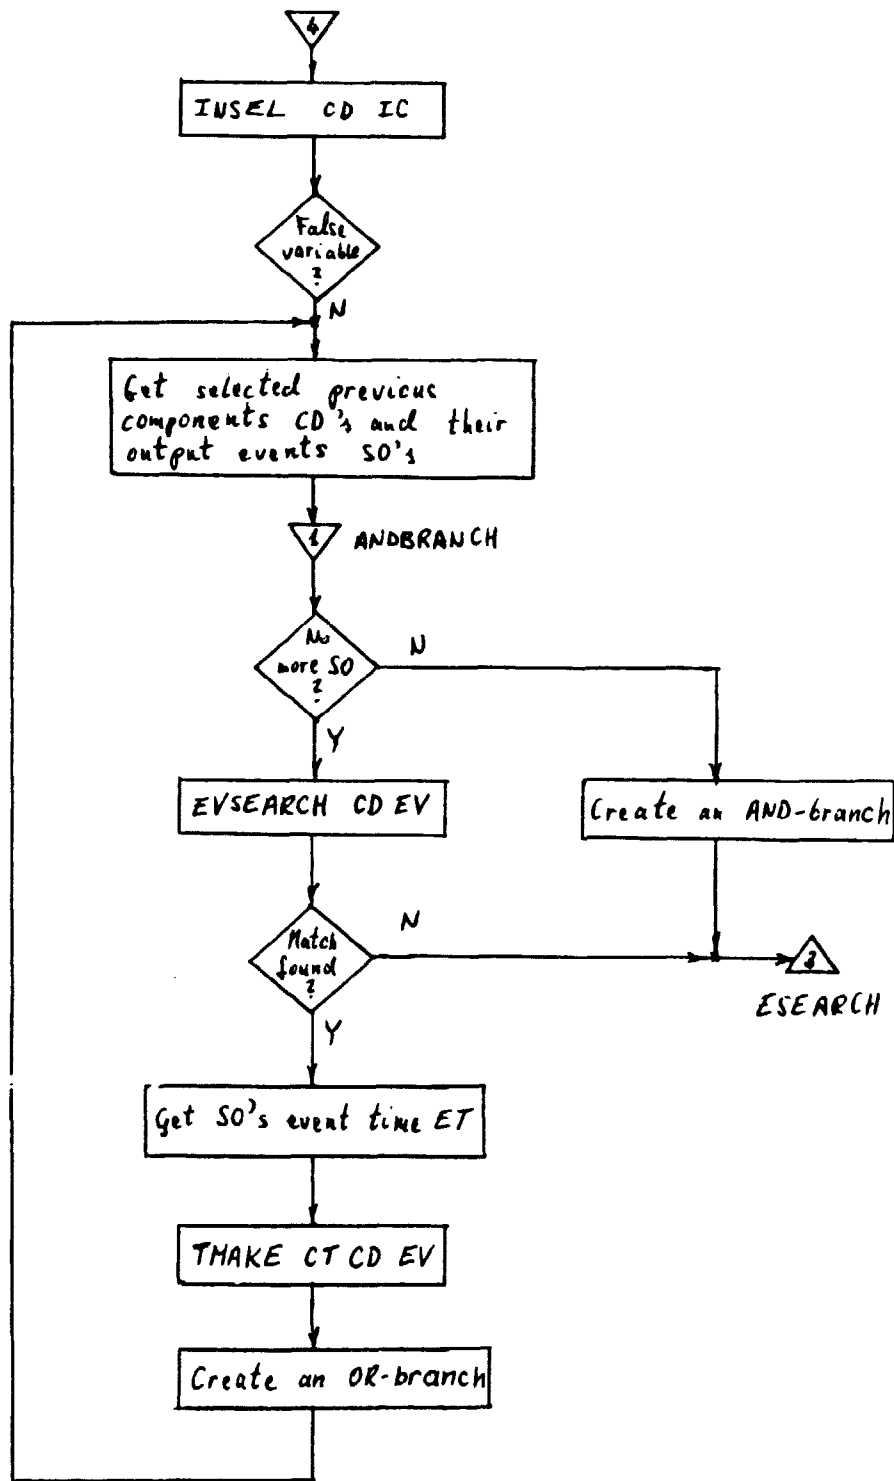 4
INSEL CD IC
False
variable
?
N
Get selected previous
components CD's and their
output events SO's
1 ANDBRANCH
No
more SO
?
N
Y
EVSEARCH CD EV
Create an AND-branch
Match
found
?
N
3
ESEARCH
Y
Get SO's event time ET
TMAKE CT CD EV
Create an OR-branch